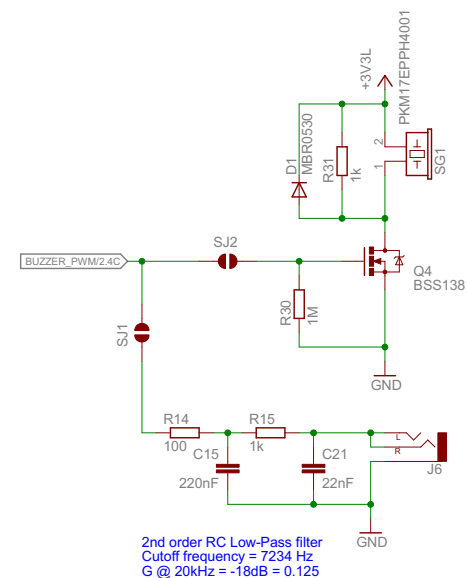 +3V3L
PKM17EPPH4001
D1
MBR0530
R31
1k
2
1
SG1
BUZZER_PWM/2.4C
SJ2
Q4
BSS138
R30
1M
SJ1
GND
R14
100
R15
1k
C15
220nF
C21
22nF
L
R
J6
GND
2nd order RC Low-Pass filter
Cutoff frequency = 7234 Hz
G @ 20kHz = -18dB = 0.125